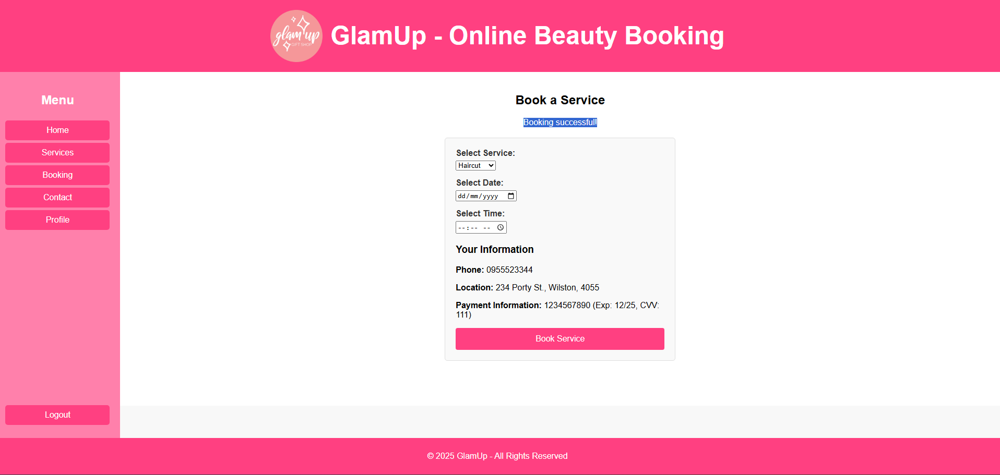 glam up
GIFT SHOP
GlamUp - Online Beauty Booking
Menu
Home
Services
Booking
Contact
Profile
Logout
Book a Service
Booking successful!
Select Service:
Haircut
Select Date:
dd/mm/yyyy
Select Time:
--:-- --
Your Information
Phone: 0955523344
Location: 234 Porty St., Wilston, 4055
Payment Information: 1234567890 (Exp: 12/25, CVV:
111)
Book Service
© 2025 GlamUp - All Rights Reserved